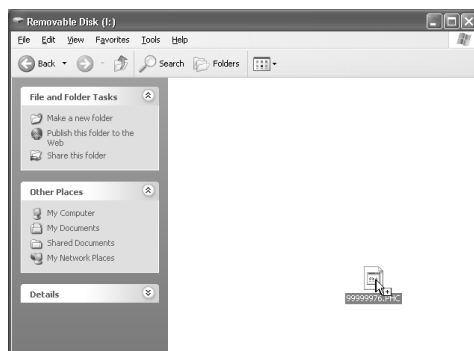 Removable Disk (I:)
File Edit View Favorites Tools Help
Back Search Folders
File and Folder Tasks
Make a new folder
Publish this folder to the
Web
Share this folder
Other Places
My Computer
My Documents
Shared Documents
My Network Places
Details
99999976.PHC